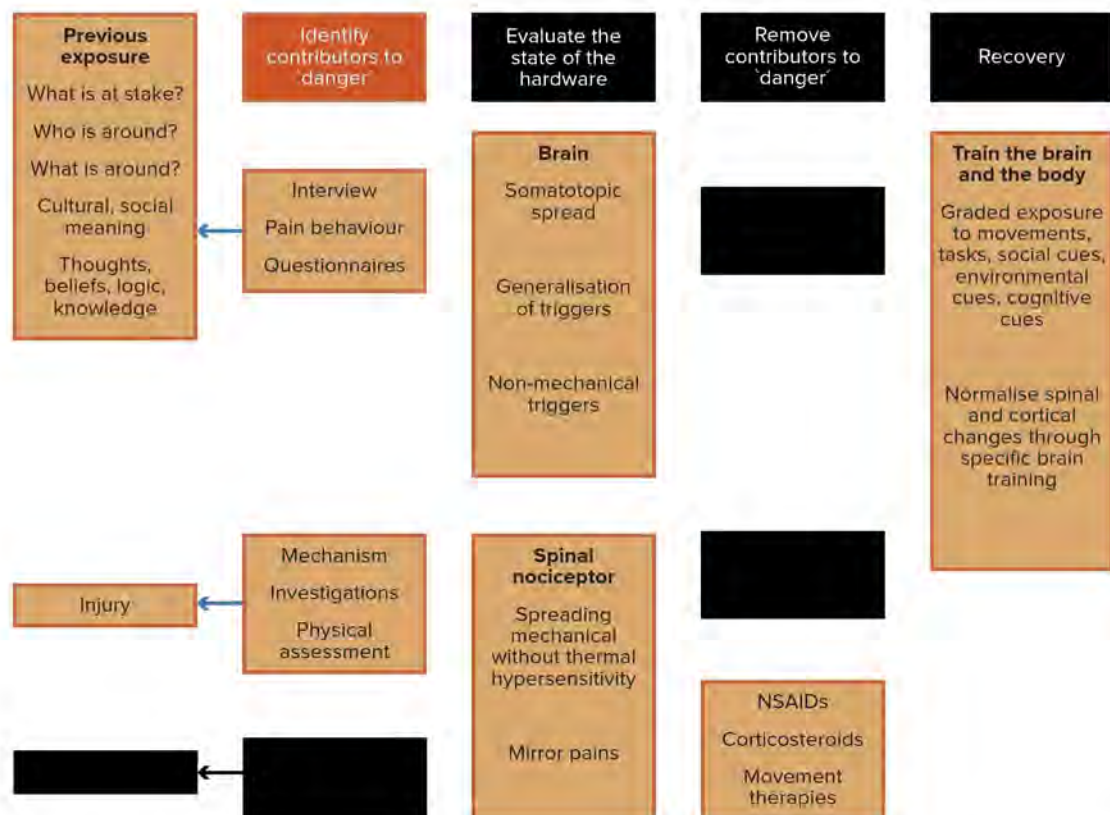 Previous
exposure
What is at stake?
Who is around?
What is around?
Cultural, social
meaning
Thoughts,
beliefs, logic,
knowledge
Identify
contributors to
`danger´
Interview
Pain behaviour
Questionnaires
Evaluate the
state of the
hardware
Brain
Somatotopic
spread
Generalisation
of triggers
Non-mechanical
triggers
Remove
contributors to
`danger´
Recovery
Train the brain
and the body
Graded exposure
to movements,
tasks, social cues,
environmental
cues, cognitive
cues
Normalise spinal
and cortical
changes through
specific brain
training
Injury
Mechanism
Investigations
Physical
assessment
Spinal
nociceptor
Spreading
mechanical
without thermal
hypersensitivity
Mirror pains
NSAIDs
Corticosteroids
Movement
therapies